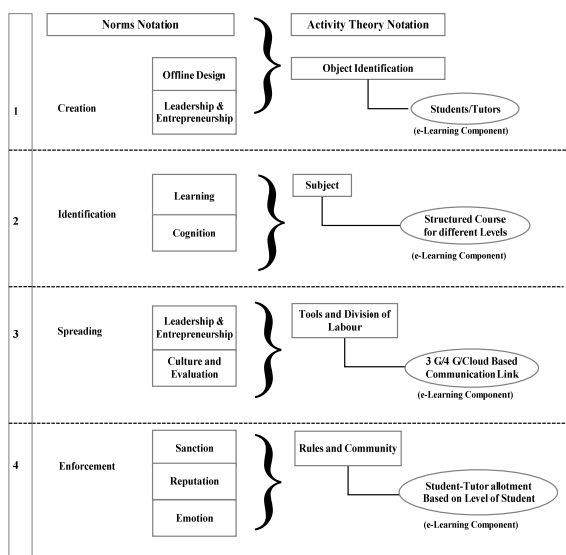 Norms Notation
Activity Theory Notation
1
Creation
Offline Design
Leadership &
Entrepreneurship
Object Identification
Students/Tutors
(e-Learning Component)
2
Identification
Learning
Cognition
Subject
Structured Course
for different Levels
(e-Learning Component)
3
Spreading
Leadership &
Entrepreneurship
Culture and
Evaluation
Tools and Division of
Labour
3 G/4 G/Cloud Based
Communication Link
(e-Learning Component)
4
Enforcement
Sanction
Reputation
Emotion
Rules and Community
Student-Tutor allotment
Based on Level of Student
(e-Learning Component)